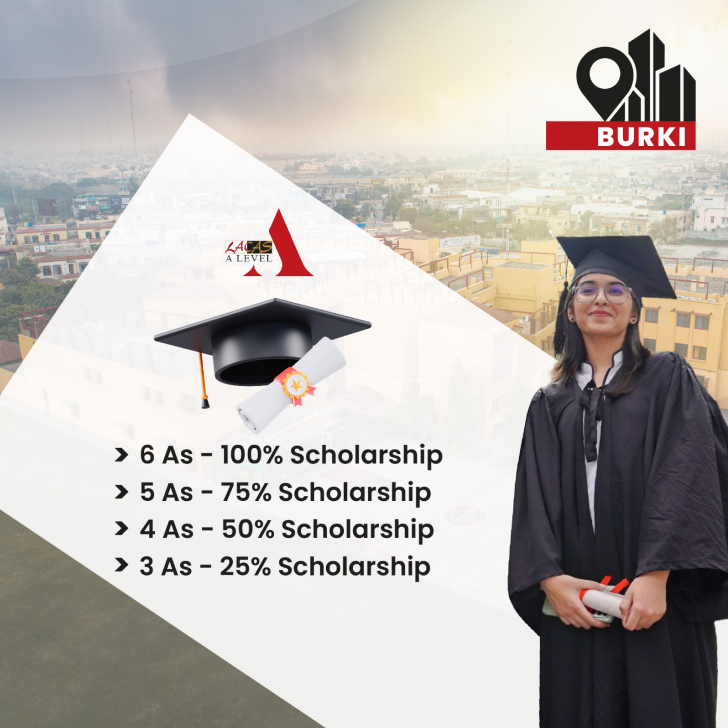 BURKI
LACAS
A LEVEL
6 As - 100% Scholarship
5 As - 75% Scholarship
4 As - 50% Scholarship
3 As - 25% Scholarship